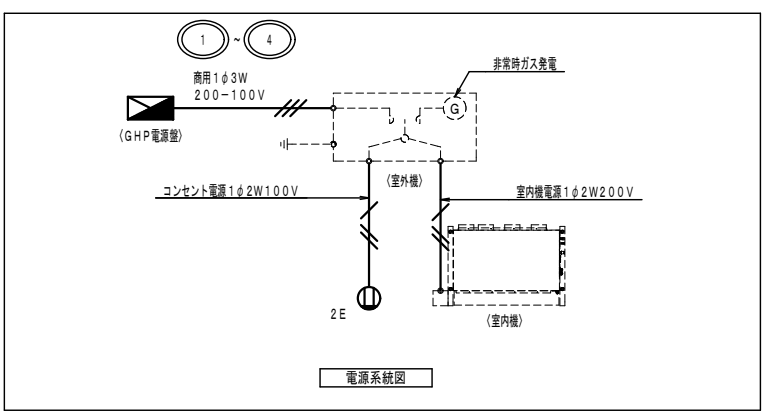 1 ~ 4
非常時ガス発電
商用1φ3W
200-100V
G
〈GHP電源盤〉
〈室外機〉
コンセント電源1φ2W100V
室内機電源1φ2W200V
2E
〈室内機〉
電源系統図